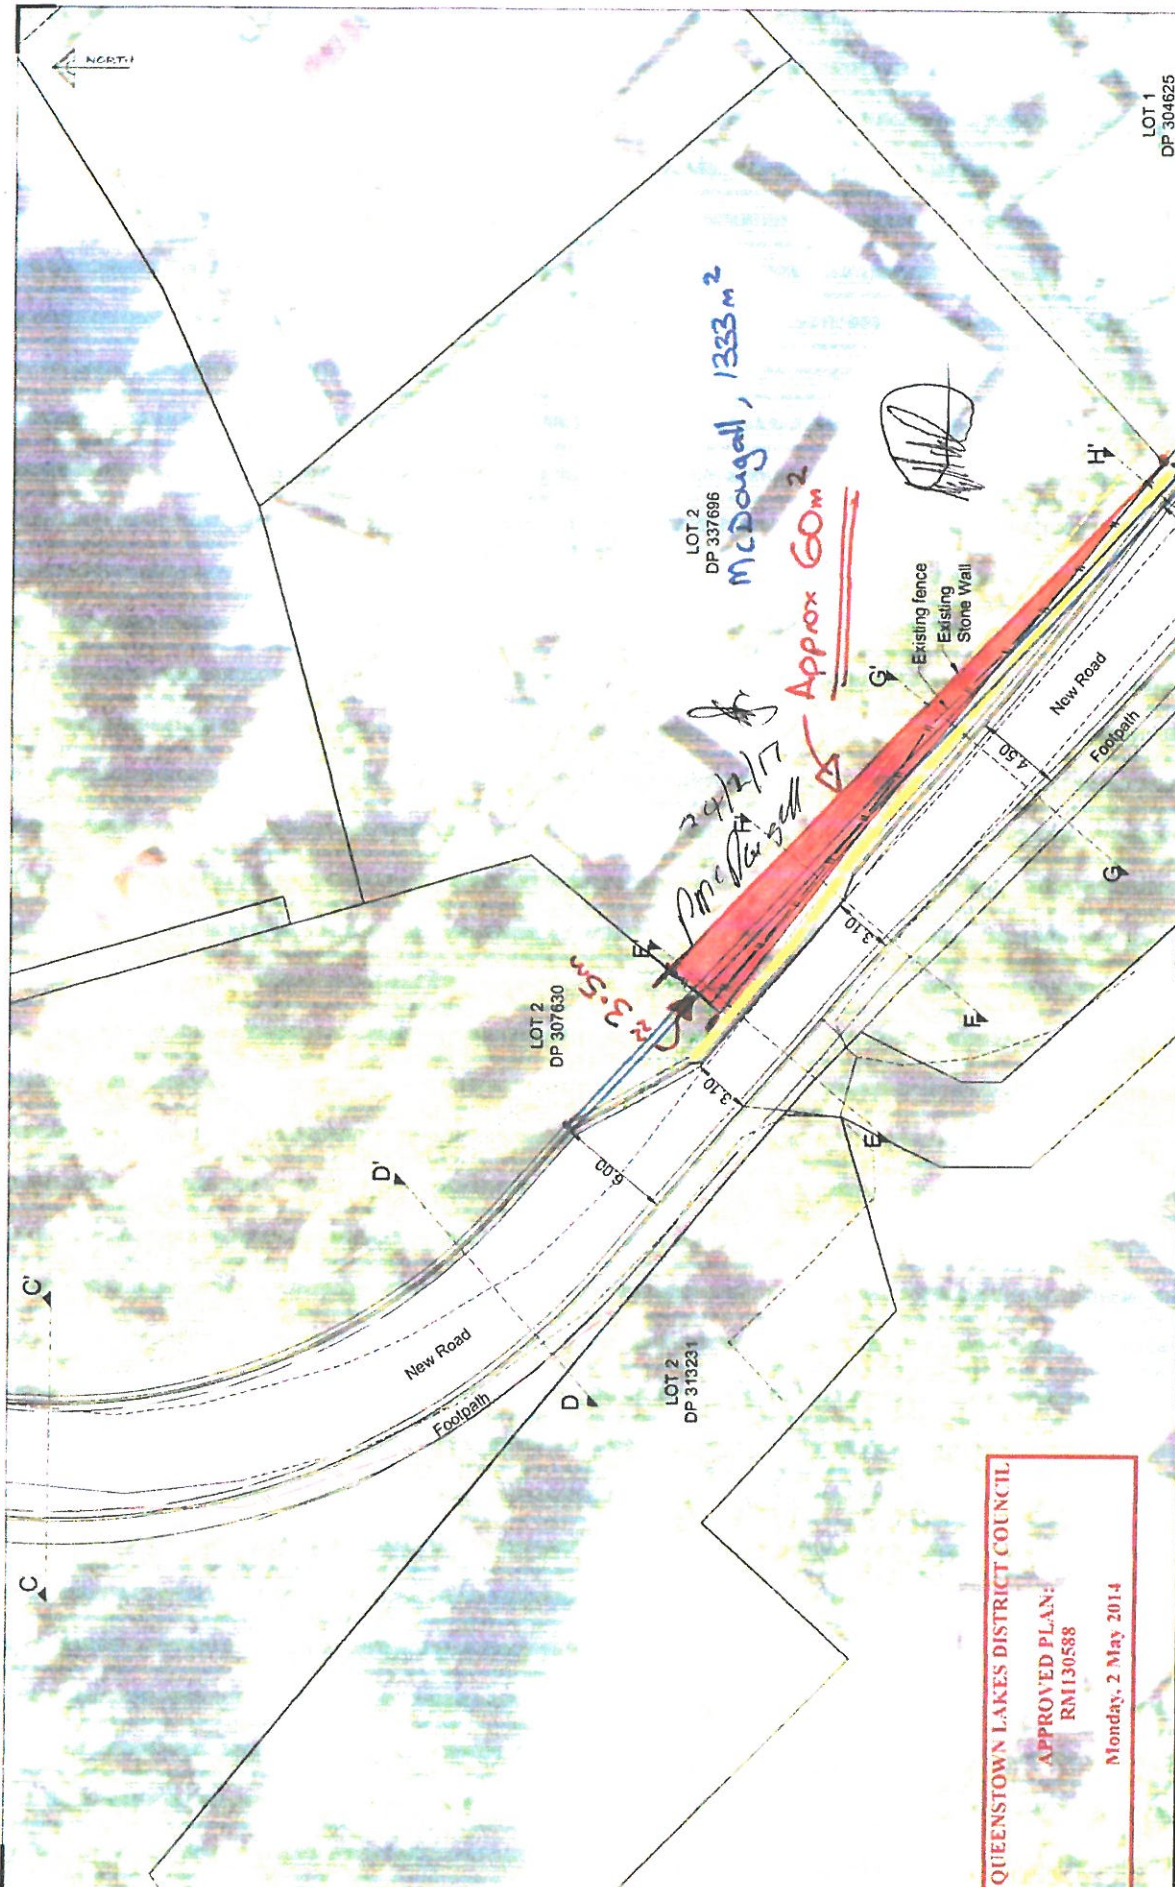 NORTH
LOT 1
DP 304625
LOT 2
DP 337696
McDougall, 1333m²
Approx 60m²
Existing fence
Existing
Stone Wall
H'
G'
New Road
4.50
Footpath
G
24/2/17
F'
3.10
F
E'
≈ 3.5m
LOT 2
DP 307630
3.10
E
6.00
D'
New Road
Footpath
D
LOT 2
DP 313231
C'
C
QUEENSTOWN LAKES DISTRICT COUNCIL
APPROVED PLAN:
RM130588
Monday, 2 May 2014